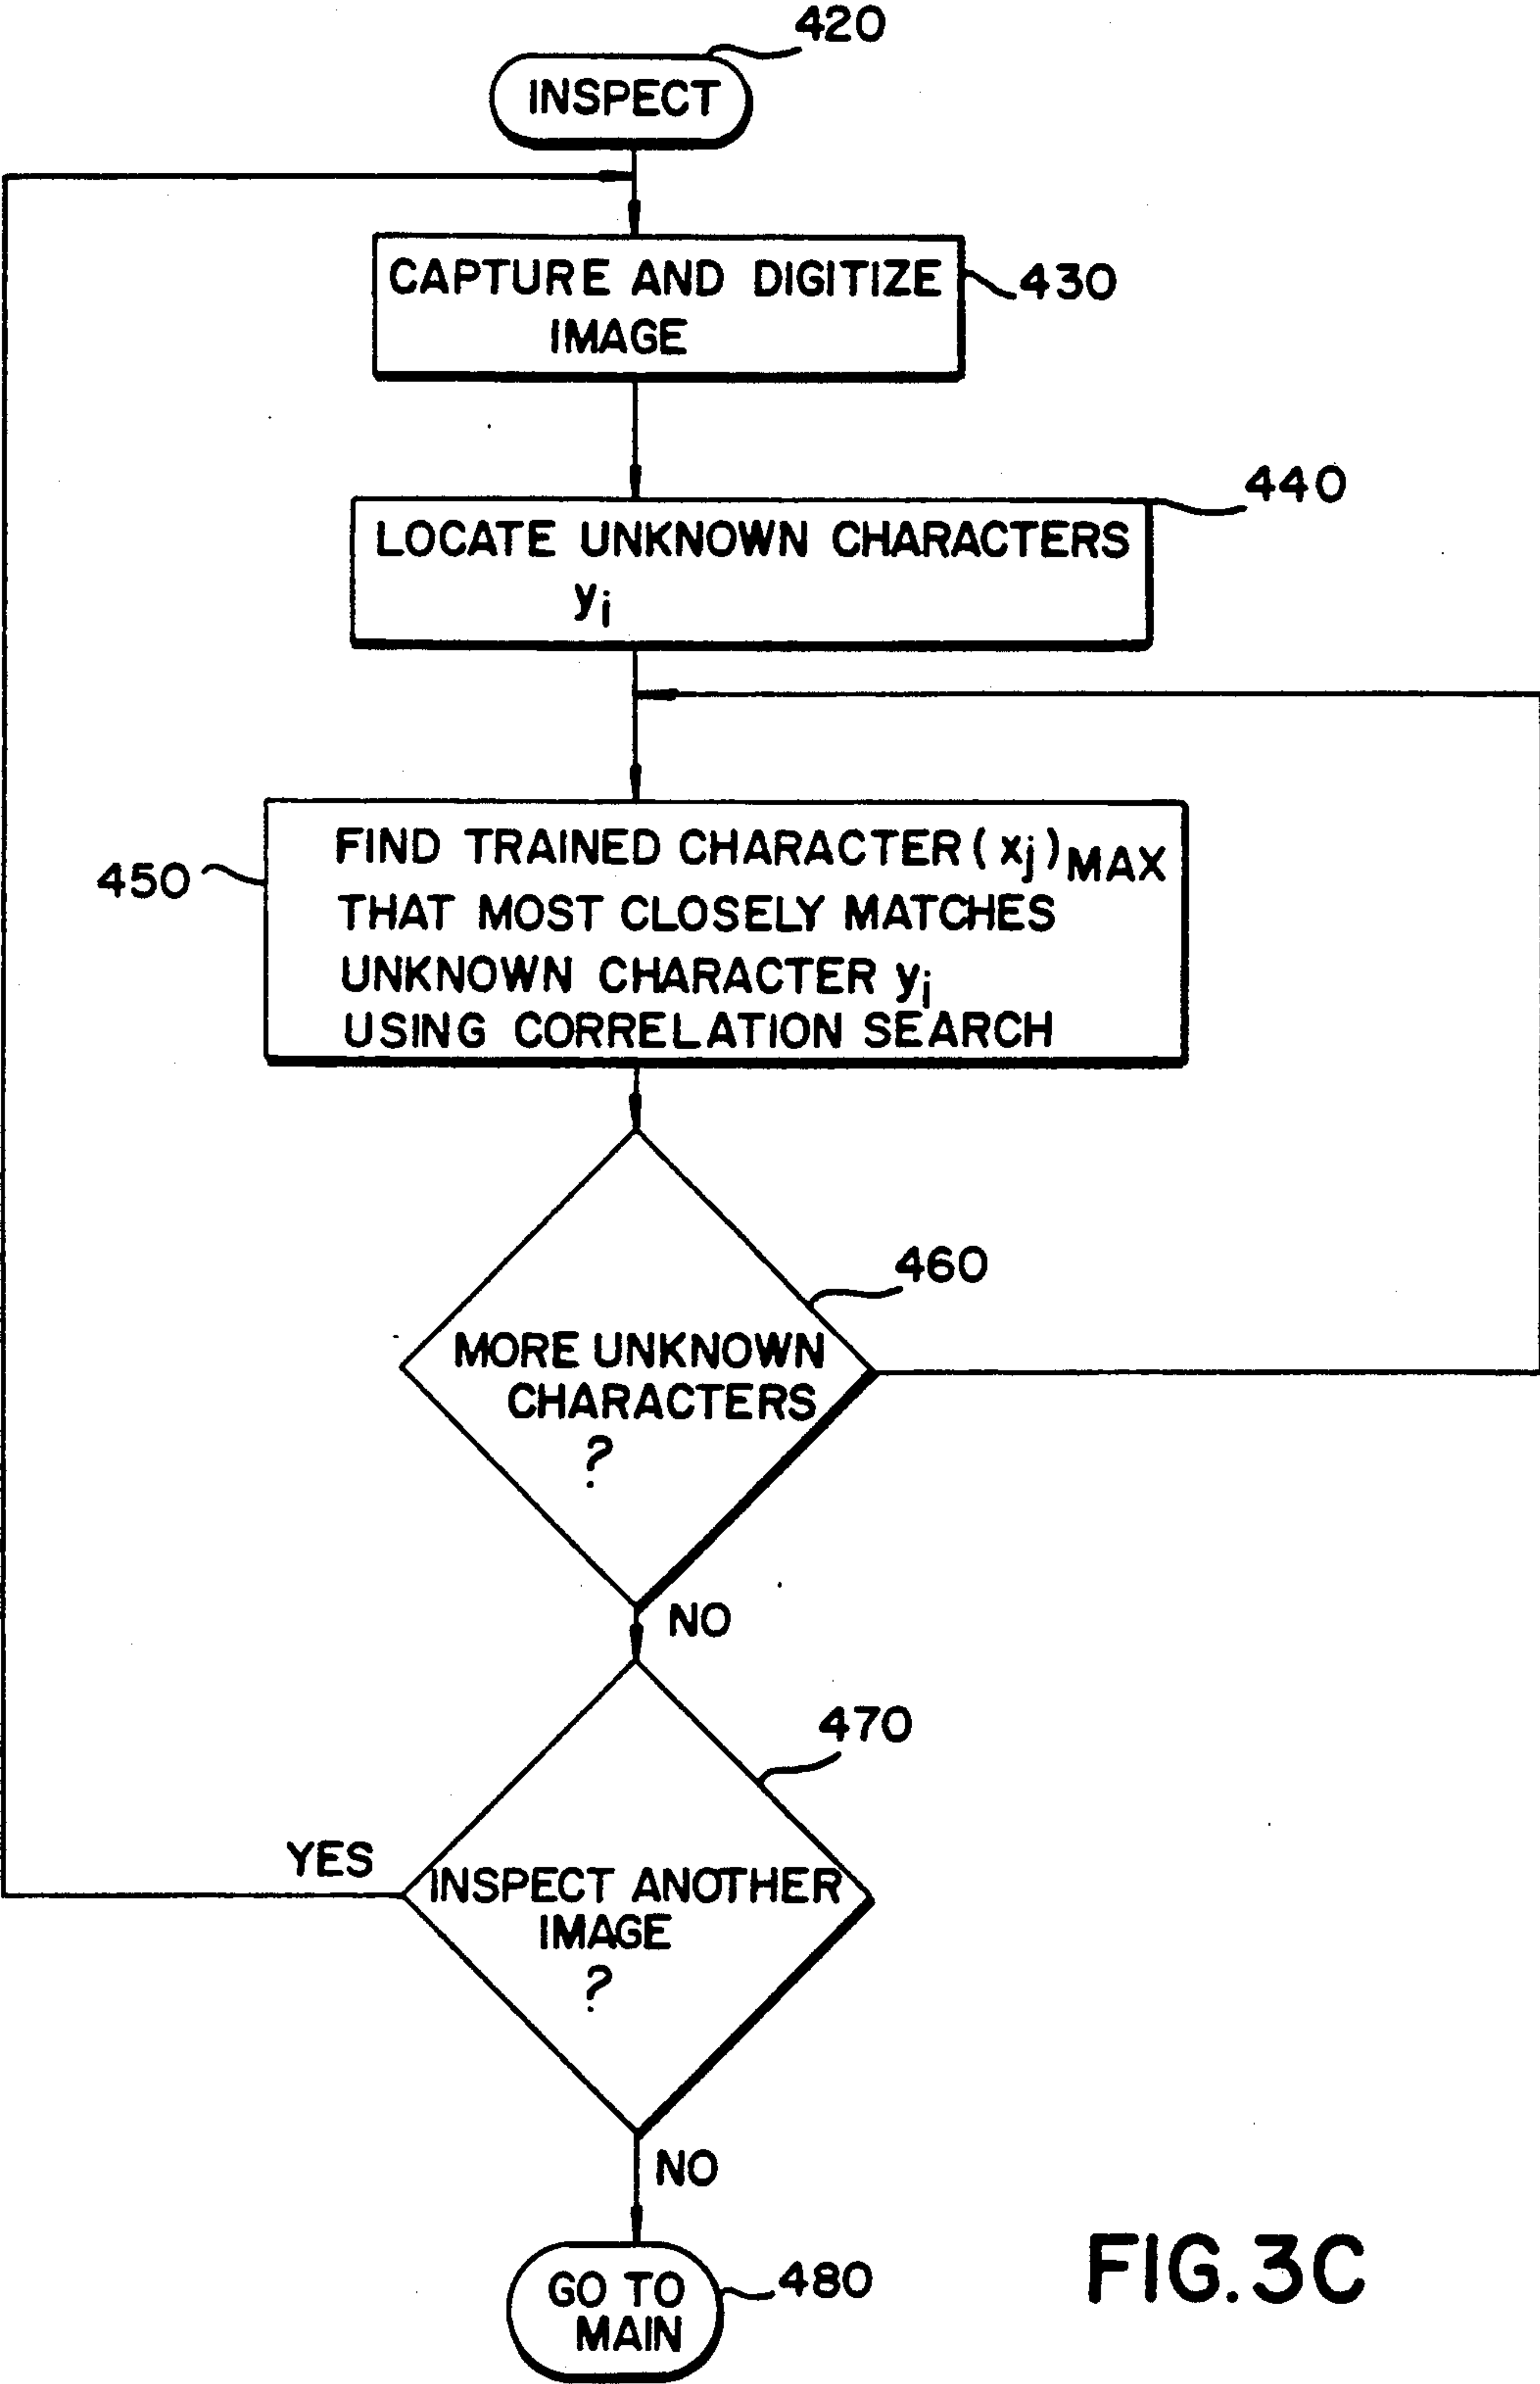 420
INSPECT
CAPTURE AND DIGITIZE
IMAGE
430
440
LOCATE UNKNOWN CHARACTERS
yi
450
FIND TRAINED CHARACTER (xj)MAX
THAT MOST CLOSELY MATCHES
UNKNOWN CHARACTER yi
USING CORRELATION SEARCH
460
MORE UNKNOWN
CHARACTERS
?
NO
470
YES
INSPECT ANOTHER
IMAGE
?
NO
GO TO
MAIN
480
FIG.3C